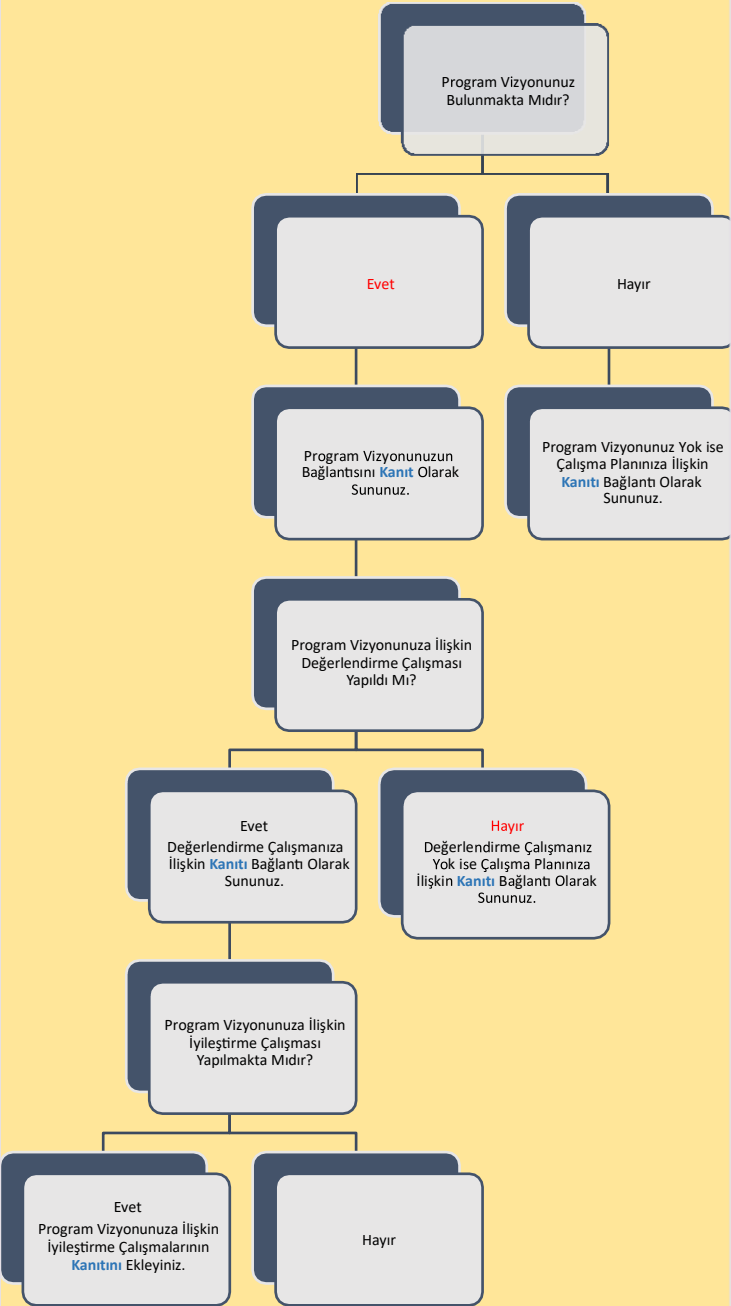 Program Vizyonunuz
Bulunmakta Mıdır?
Evet
Hayır
Program Vizyonunuzun
Bağlantısını Kanıt Olarak
Sununuz.
Program Vizyonunuz Yok ise
Çalışma Planınıza İlişkin
Kanıtı Bağlantı Olarak
Sununuz.
Program Vizyonunuza İlişkin
Değerlendirme Çalışması
Yapıldı Mı?
Evet
Değerlendirme Çalışmanıza
İlişkin Kanıtı Bağlantı Olarak
Sununuz.
Hayır
Değerlendirme Çalışmanız
Yok ise Çalışma Planınıza
İlişkin Kanıtı Bağlantı Olarak
Sununuz.
Program Vizyonunuza İlişkin
İyileştirme Çalışması
Yapılmakta Mıdır?
Evet
Program Vizyonunuza İlişkin
İyileştirme Çalışmalarının
Kanıtını Ekleyiniz.
Hayır